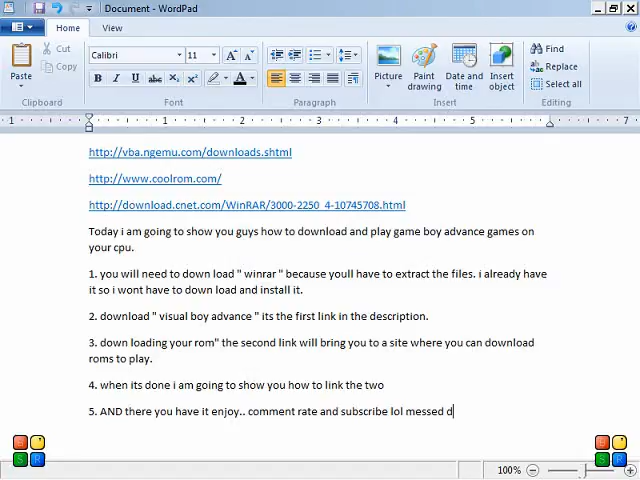 Document - WordPad
Home View
Cut
Copy
Paste
Clipboard
Calibri 11
Font
Paragraph
Picture
Paint drawing
Date and time
Insert object
Insert
Find
Replace
Select all
Editing
1 1 2 3 4 5 7
http://vba.ngemu.com/downloads.shtml
http://www.coolrom.com/
http://download.cnet.com/WinRAR/3000-2250_4-10745708.html
Today i am going to show you guys how to download and play game boy advance games on
your cpu.
1. you will need to down load " winrar " because youll have to extract the files. i already have
it so i wont have to down load and install it.
2. download " visual boy advance " its the first link in the description.
3. down loading your rom" the second link will bring you to a site where you can download
roms to play.
4. when its done i am going to show you how to link the two
5. AND there you have it enjoy.. comment rate and subscribe lol messed d
S R
S R
100%